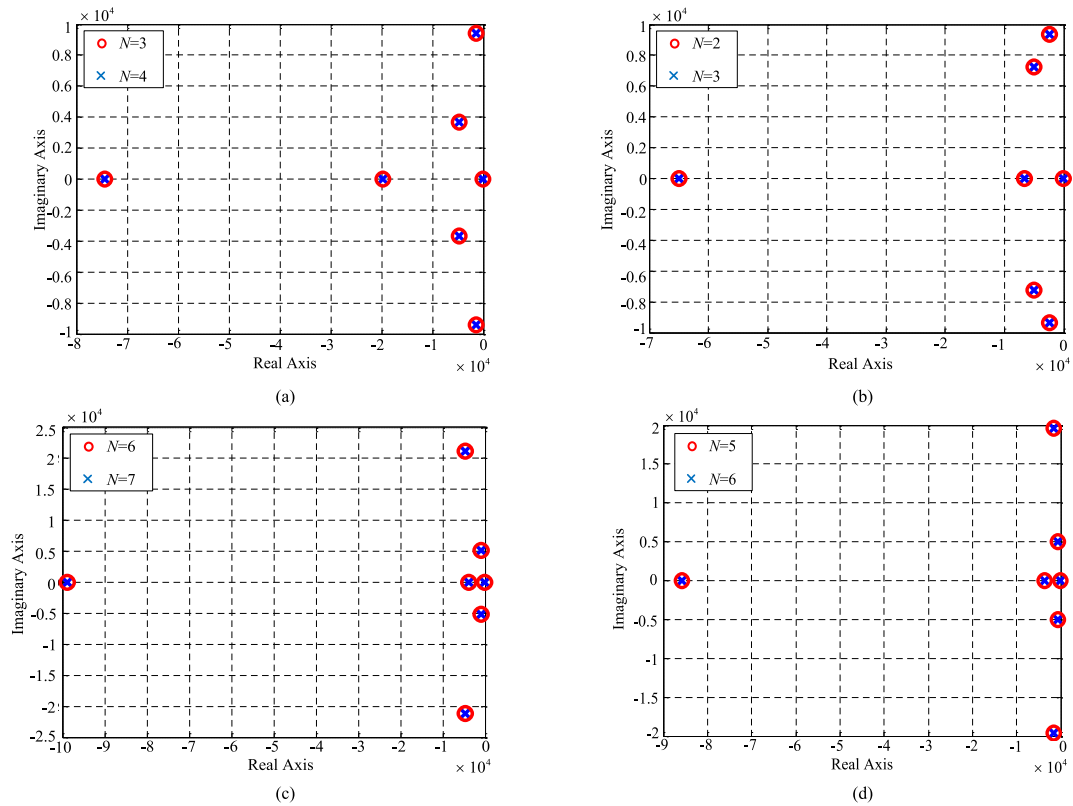 × 10⁴
1
0.8
0.6
0.4
0.2
0
-0.2
-0.4
-0.6
-0.8
-1
Imaginary Axis
N=3
N=4
-8 -7 -6 -5 -4 -3 -2 -1 0
Real Axis
× 10⁴
(a)
× 10⁴
1
0.8
0.6
0.4
0.2
0
-0.2
-0.4
-0.6
-0.8
-1
Imaginary Axis
N=2
N=3
-7 -6 -5 -4 -3 -2 -1 0
Real Axis
× 10⁴
(b)
× 10⁴
2.5
2
1.5
1
0.5
0
-0.5
-1
-1.5
-2
-2.5
Imaginary Axis
N=6
N=7
-10 -9 -8 -7 -6 -5 -4 -3 -2 -1 0
Real Axis
× 10⁴
(c)
× 10⁴
2
1.5
1
0.5
0
-0.5
-1
-1.5
-2
Imaginary Axis
N=5
N=6
-9 -8 -7 -6 -5 -4 -3 -2 -1 0
Real Axis
× 10⁴
(d)